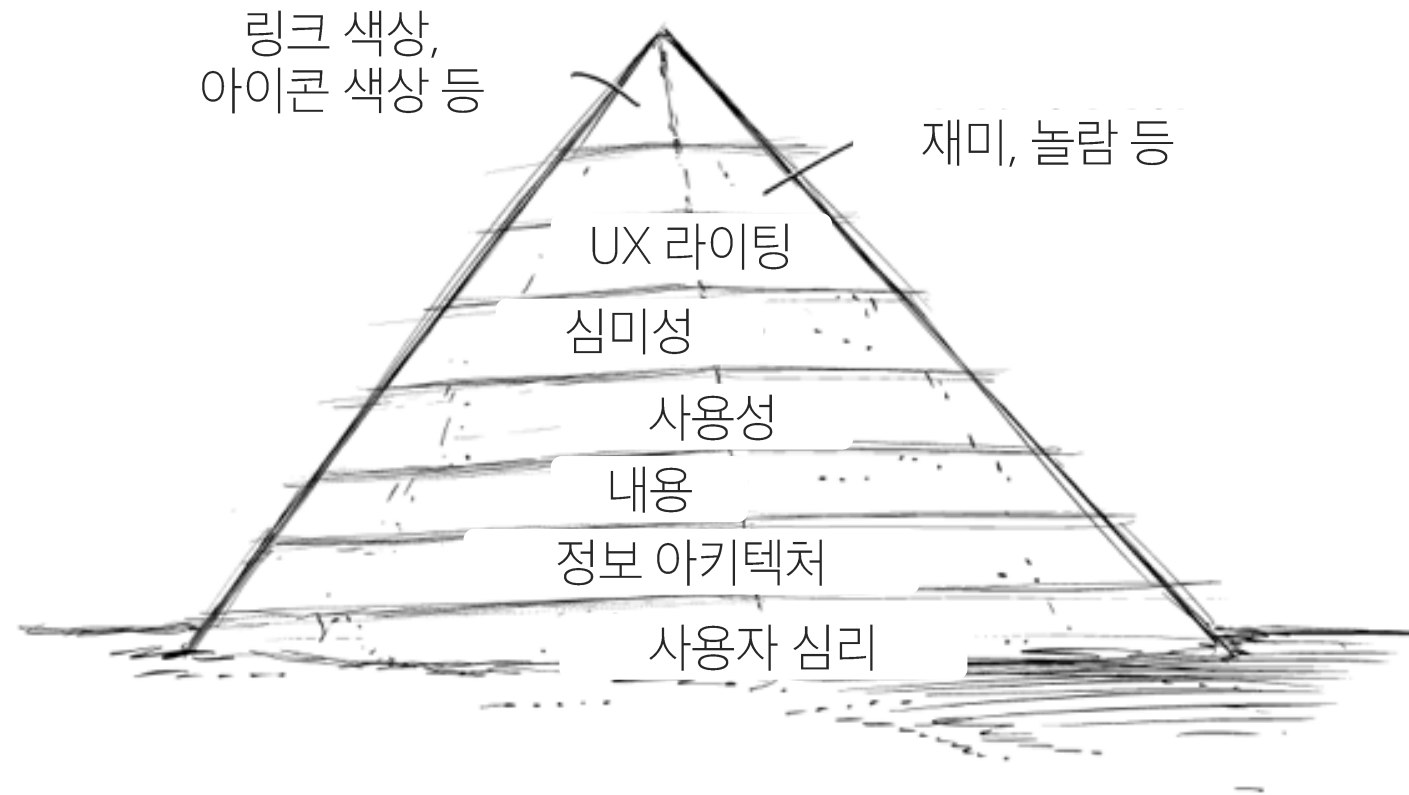 링크 색상,
아이콘 색상 등
재미, 놀람 등
UX 라이팅
심미성
사용성
내용
정보 아키텍처
사용자 심리